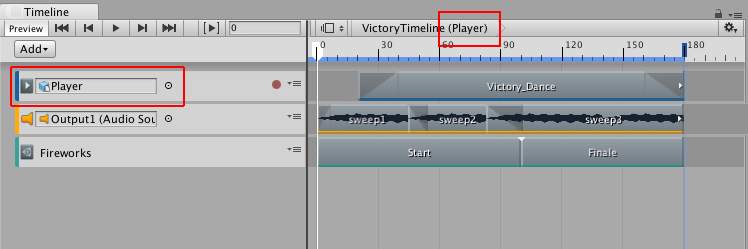 Timeline
Preview
0
VictoryTimeline (Player)
Add
0 30 60 90 120 150 180
Player
Victory_Dance
Output1 (Audio Sou
sweep1 sweep2 sweep3
Fireworks
Start Finale